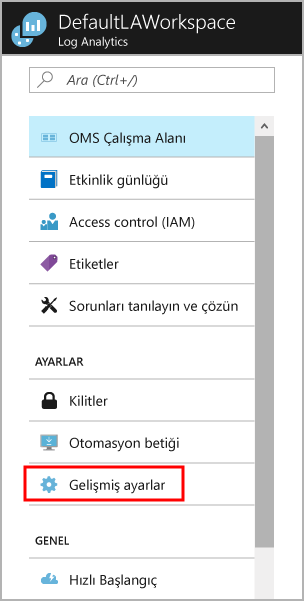 DefaultLAWorkspace
Log Analytics
Ara (Ctrl+/)
OMS Çalışma Alanı
Etkinlik günlüğü
Access control (IAM)
Etiketler
Sorunları tanılayın ve çözün
AYARLAR
Kilitler
Otomasyon betiği
Gelişmiş ayarlar
GENEL
Hızlı Başlangıç